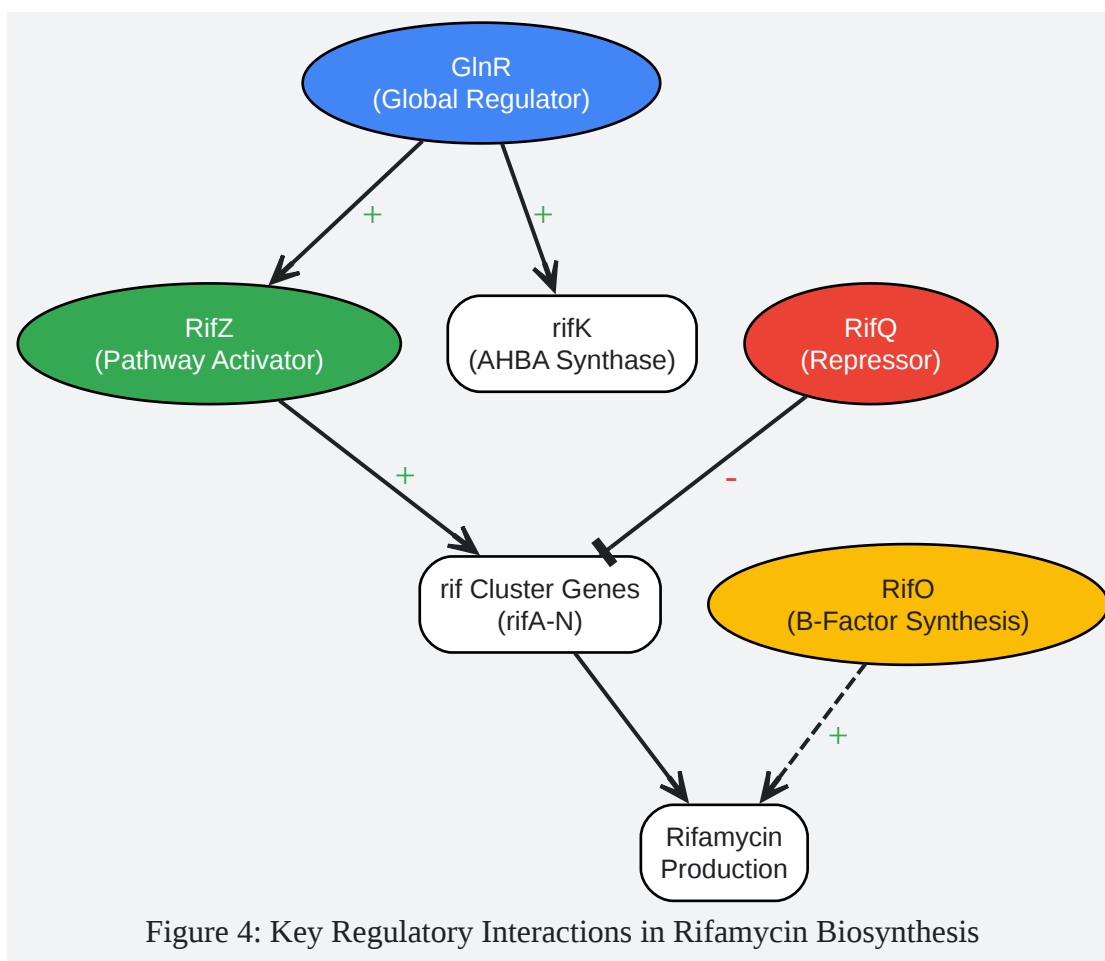 GlnR
(Global Regulator)
+
+
RifZ
(Pathway Activator)
rifK
(AHBA Synthase)
RifQ
(Repressor)
+
-
rif Cluster Genes
(rifA-N)
RifO
(B-Factor Synthesis)
+
Rifamycin
Production
Figure 4: Key Regulatory Interactions in Rifamycin Biosynthesis